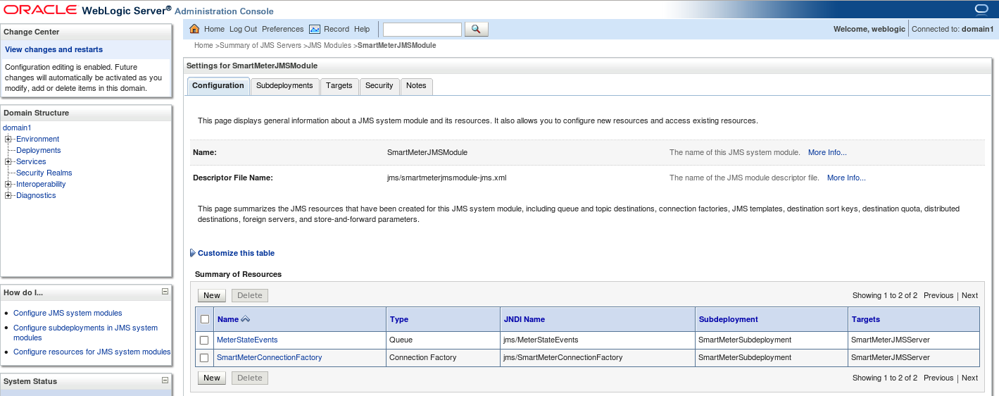 ORACLE WebLogic Server® Administration Console
Change Center
View changes and restarts
Configuration editing is enabled. Future
changes will automatically be activated as you
modify, add or delete items in this domain.
Domain Structure
domain1
Environment
Deployments
Services
Security Realms
Interoperability
Diagnostics
How do I...
Configure JMS system modules
Configure subdeployments in JMS system
modules
Configure resources for JMS system modules
System Status
Home Log Out Preferences Record Help
Welcome, weblogic Connected to: domain1
Home >Summary of JMS Servers >JMS Modules >SmartMeterJMSModule
Settings for SmartMeterJMSModule
Configuration Subdeployments Targets Security Notes
This page displays general information about a JMS system module and its resources. It also allows you to configure new resources and access existing resources.
Name: SmartMeterJMSModule The name of this JMS system module. More Info...
Descriptor File Name: jms/smartmeterjmsmodule-jms.xml The name of the JMS module descriptor file. More Info...
This page summarizes the JMS resources that have been created for this JMS system module, including queue and topic destinations, connection factories, JMS templates, destination sort keys, destination quota, distributed
destinations, foreign servers, and store-and-forward parameters.
Customize this table
Summary of Resources
New Delete Showing 1 to 2 of 2 Previous | Next
Name Type JNDI Name Subdeployment Targets
MeterStateEvents Queue jms/MeterStateEvents SmartMeterSubdeployment SmartMeterJMSServer
SmartMeterConnectionFactory Connection Factory jms/SmartMeterConnectionFactory SmartMeterSubdeployment SmartMeterJMSServer
New Delete Showing 1 to 2 of 2 Previous | Next